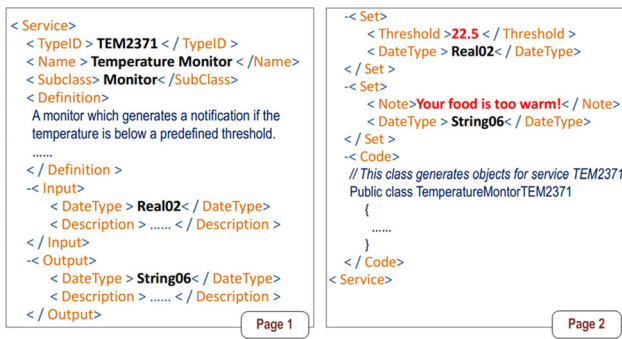 < Service>
< TypeID > TEM2371 < / TypeID >
< Name > Temperature Monitor < /Name>
< Subclass> Monitor< /SubClass>
< Definition>
A monitor which generates a notification if the
temperature is below a predefined threshold.
......
< / Definition >
-< Input>
< DateType > Real02< / DateType>
< Description > ...... < / Description >
< / Input>
-< Output>
< DateType > String06< / DateType>
< Description > ...... < / Description >
< / Output>
Page 1
-< Set>
< Threshold >22.5 < / Threshold >
< DateType > Real02< / DateType>
< / Set >
-< Set>
< Note>Your food is too warm!< / Note>
< DateType > String06< / DateType>
< / Set >
-< Code>
// This class generates objects for service TEM2371
Public class TemperatureMontorTEM2371
{
......
}
< / Code>
< Service>
Page 2